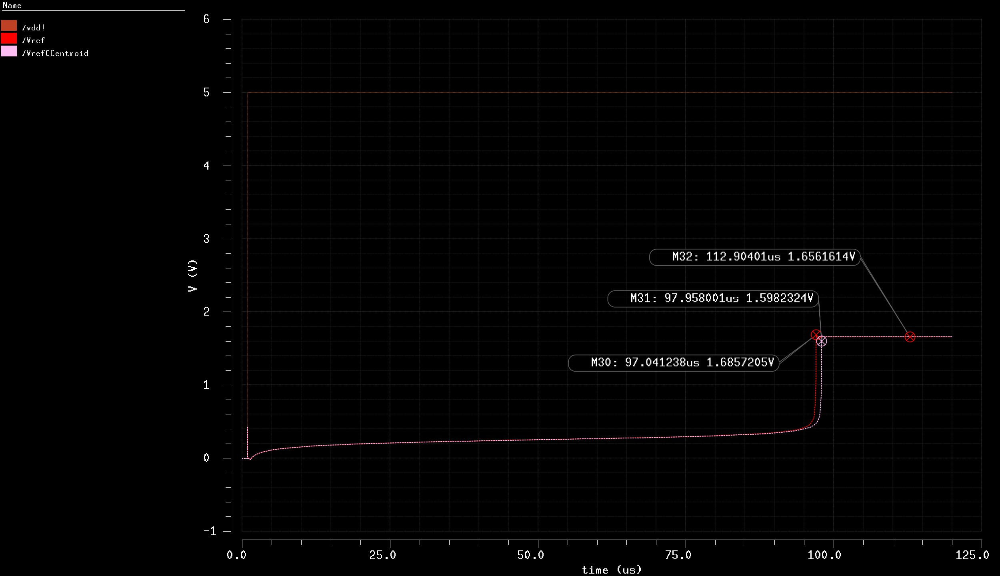 Name
/vdd!
/Vref
/VrefCCentroid
6
5
4
3
2
1
0
-1
V (V)
M32: 112.90401us 1.6561614V
M31: 97.958001us 1.5982324V
M30: 97.041238us 1.6857205V
0.0 25.0 50.0 75.0 100.0 125.0
time (us)